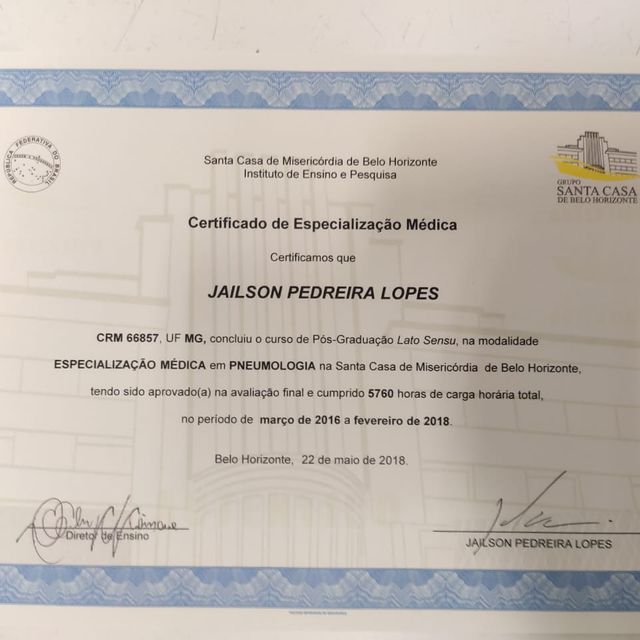 REPÚBLICA FEDERATIVA DO BRASIL
Santa Casa de Misericórdia de Belo Horizonte
Instituto de Ensino e Pesquisa
GRUPO
SANTA CASA
DE BELO HORIZONTE
Certificado de Especialização Médica
Certificamos que
JAILSON PEDREIRA LOPES
CRM 66857, UF MG, concluiu o curso de Pós-Graduação Lato Sensu, na modalidade
ESPECIALIZAÇÃO MÉDICA em PNEUMOLOGIA na Santa Casa de Misericórdia de Belo Horizonte,
tendo sido aprovado(a) na avaliação final e cumprido 5760 horas de carga horária total,
no período de março de 2016 a fevereiro de 2018.
Belo Horizonte, 22 de maio de 2018.
Diretor de Ensino
JAILSON PEDREIRA LOPES